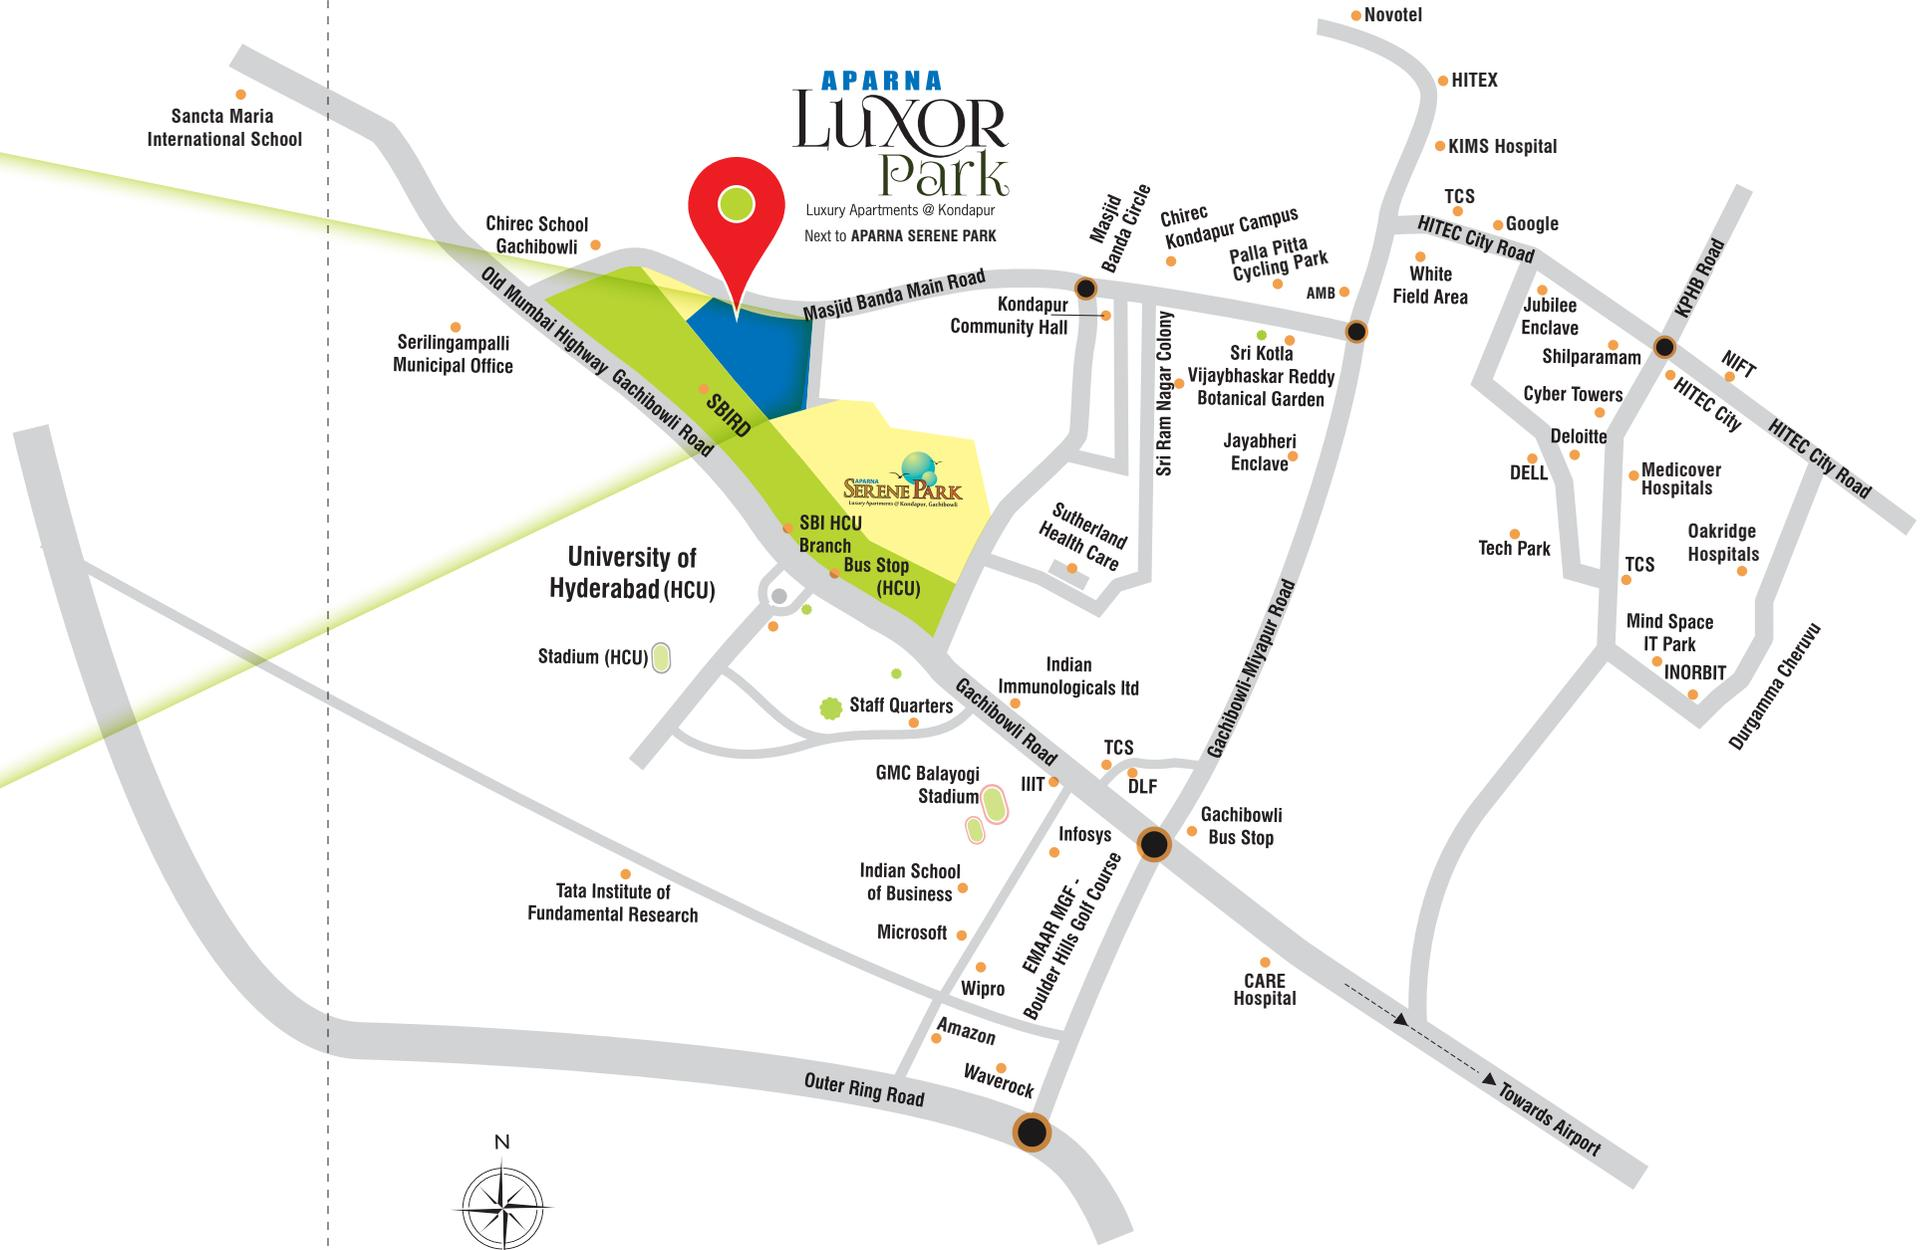 Novotel
HITEX
KIMS Hospital
APARNA
LUXOR
Park
Luxury Apartments @ Kondapur
Next to APARNA SERENE PARK
Sancta Maria
International School
Chirec School
Gachibowli
Masjid
Banda Circle
Chirec
Kondapur Campus
Palla Pitta
Cycling Park
AMB
TCS
Google
HITEC City Road
White
Field Area
KPHB Road
Old Mumbai Highway
Gachibowli Road
Masjid Banda Main Road
Kondapur
Community Hall
Serilingampalli
Municipal Office
Sri Ram Nagar Colony
Sri Kotla
Vijaybhaskar Reddy
Botanical Garden
Jayabheri
Enclave
Jubilee
Enclave
Shilparamam
NIFT
HITEC City
HITEC City Road
Cyber Towers
Deloitte
DELL
Medicover
Hospitals
Tech Park
Oakridge
Hospitals
TCS
Mind Space
IT Park
INORBIT
Durgamma Cheruvu
SBIRD
APARNA
SERENE PARK
Luxury Apartments @ Kondapur, Gachibowli
SBI HCU
Branch
Bus Stop
(HCU)
Sutherland
Health Care
University of
Hyderabad (HCU)
Stadium (HCU)
Staff Quarters
Indian
Immunologicals ltd
Gachibowli Road
Gachibowli-Miyapur Road
TCS
DLF
IIIT
GMC Balayogi
Stadium
Gachibowli
Bus Stop
Infosys
EMAAR MGF -
Boulder Hills Golf Course
Indian School
of Business
Microsoft
Wipro
Tata Institute of
Fundamental Research
CARE
Hospital
Amazon
Waverock
Outer Ring Road
Towards Airport
N